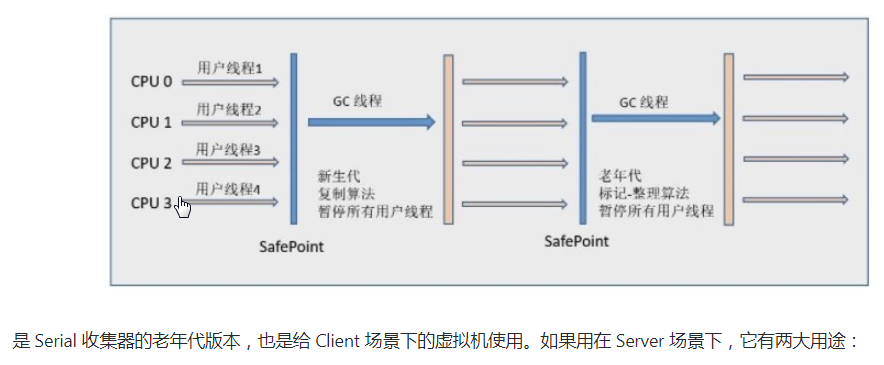 CPU 0
用户线程1
CPU 1
用户线程2
CPU 2
用户线程3
CPU 3
用户线程4
SafePoint
GC 线程
新生代
复制算法
暂停所有用户线程
SafePoint
GC 线程
老年代
标记-整理算法
暂停所有用户线程
是 Serial 收集器的老年代版本，也是给 Client 场景下的虚拟机使用。如果用在 Server 场景下，它有两大用途：